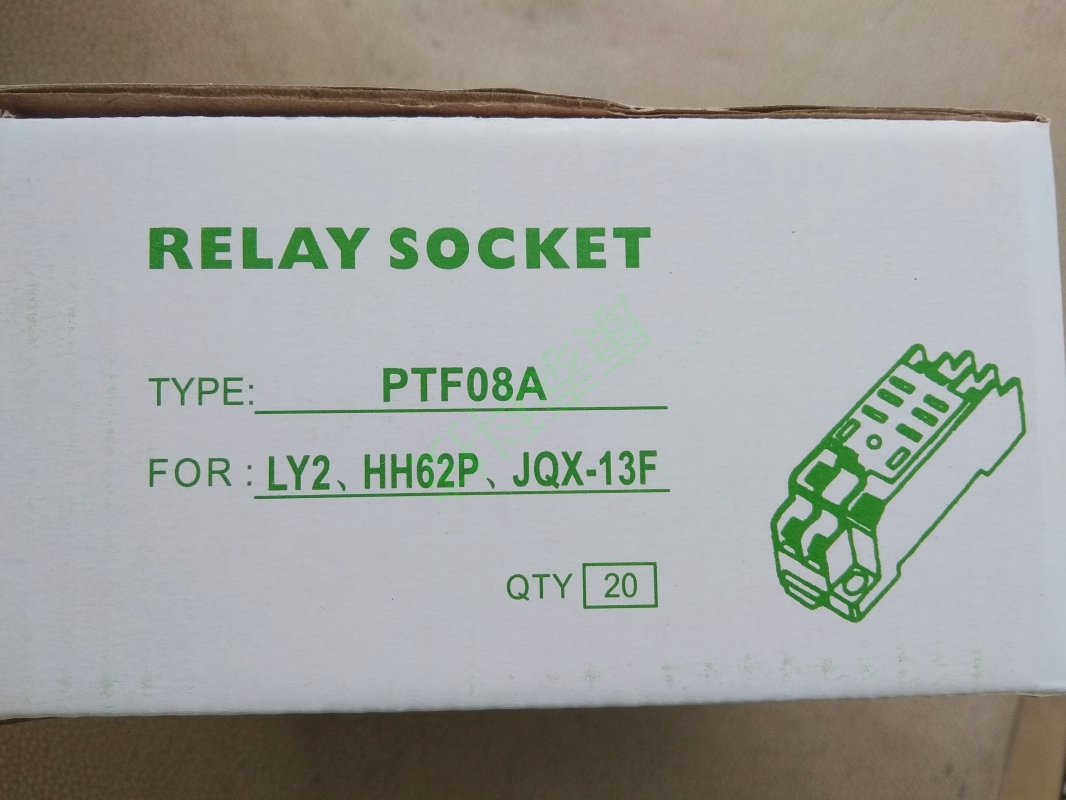 RELAY SOCKET
TYPE: PTF08A
FOR: LY2、HH62P、JQX-13F
QTY 20